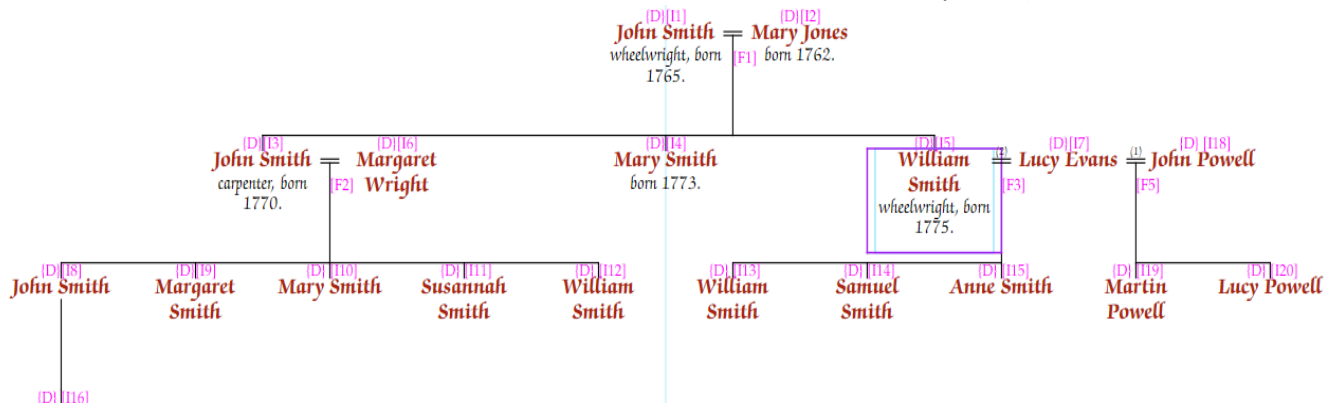 {D}[I1] {D}[I2]
John Smith = Mary Jones
wheelwright, born [F1] born 1762.
1765.
{D}[I3] {D}[I6] {D}[I4] {D}[I5] {D}[I7] {D} [I18]
John Smith = Margaret Mary Smith William (2) Lucy Evans (1) John Powell
carpenter, born [F2] Wright born 1773. Smith [F3] [F5]
1770. wheelwright, born
1775.
{D} [I8] {D}[I9] {D} [I10] {D} [I11] {D} [I12] {D} [I13] {D} [I14] {D} [I15] {D} [I19] {D} [I20]
John Smith Margaret Mary Smith Susannah William William Samuel Anne Smith Martin Lucy Powell
Smith Smith Smith Smith Smith Powell
{D} [I16]